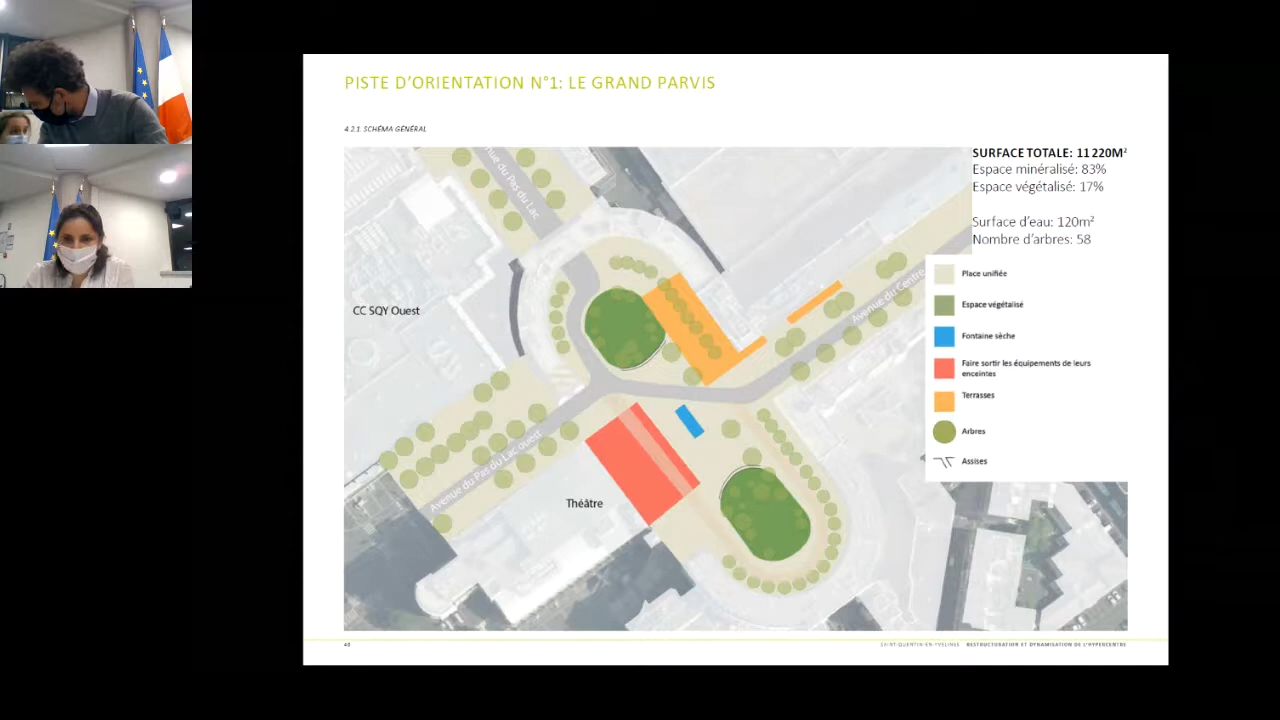 PISTE D'ORIENTATION N°1: LE GRAND PARVIS
4.2.1. SCHÉMA GÉNÉRAL
SURFACE TOTALE: 11 220M²
Espace minéralisé: 83%
Espace végétalisé: 17%
Surface d'eau: 120m²
Nombre d'arbres: 58
Place unifiée
Espace végétalisé
Fontaine sèche
Faire sortir les équipements de leurs
enceintes
Terrasses
Arbres
Assises
Avenue du Pas du Lac
Avenue du Centre
CC SQY Ouest
Avenue du Pas du Lac ouest
Théâtre
40
SAINT-QUENTIN-EN-YVELINES RESTRUCTURATION ET DYNAMISATION DE L'HYPERCENTRE